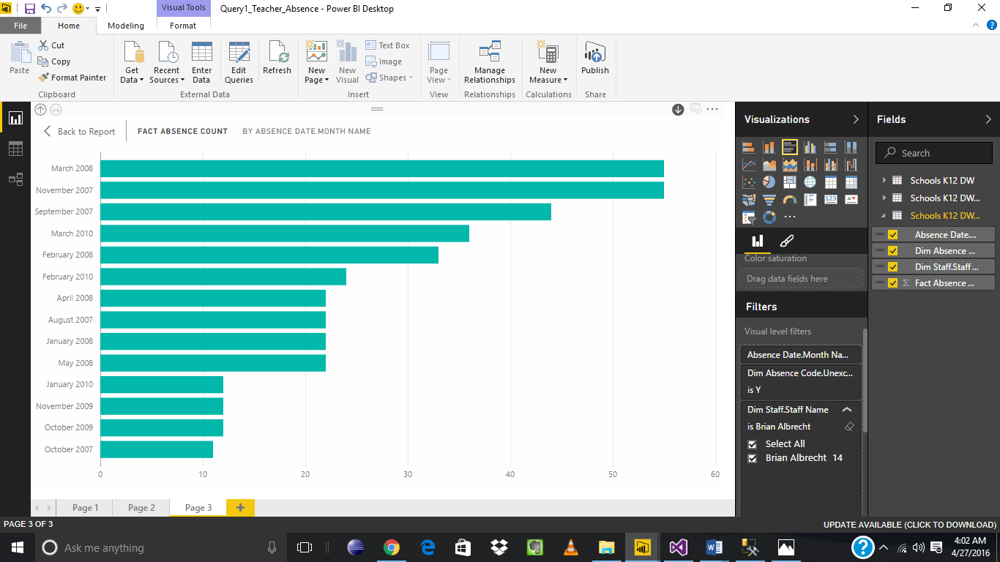 Visual Tools
Query1_Teacher_Absence - Power BI Desktop
File
Home
Modeling
Format
Paste
Cut
Copy
Format Painter
Clipboard
Get Data
Recent Sources
Enter Data
Edit Queries
Refresh
External Data
New Page
New Visual
Text Box
Image
Shapes
Insert
Page View
View
Manage Relationships
Relationships
New Measure
Calculations
Publish
Share
Back to Report
FACT ABSENCE COUNT
BY ABSENCE DATE.MONTH NAME
March 2008
November 2007
September 2007
March 2010
February 2008
February 2010
April 2008
August 2007
January 2008
May 2008
January 2010
November 2009
October 2009
October 2007
0 10 20 30 40 50 60
Visualizations
123
Color saturation
Drag data fields here
Filters
Visual level filters
Absence Date.Month Na...
Dim Absence Code.Unexc...
is Y
Dim Staff.Staff Name
is Brian Albrecht
Select All
Brian Albrecht 14
Fields
Search
Schools K12 DW
Schools K12 DW...
Schools K12 DW...
Absence Date....
Dim Absence ...
Dim Staff.Staff ...
Σ Fact Absence ...
Page 1
Page 2
Page 3
+
PAGE 3 OF 3
UPDATE AVAILABLE (CLICK TO DOWNLOAD)
Ask me anything
4:02 AM
4/27/2016